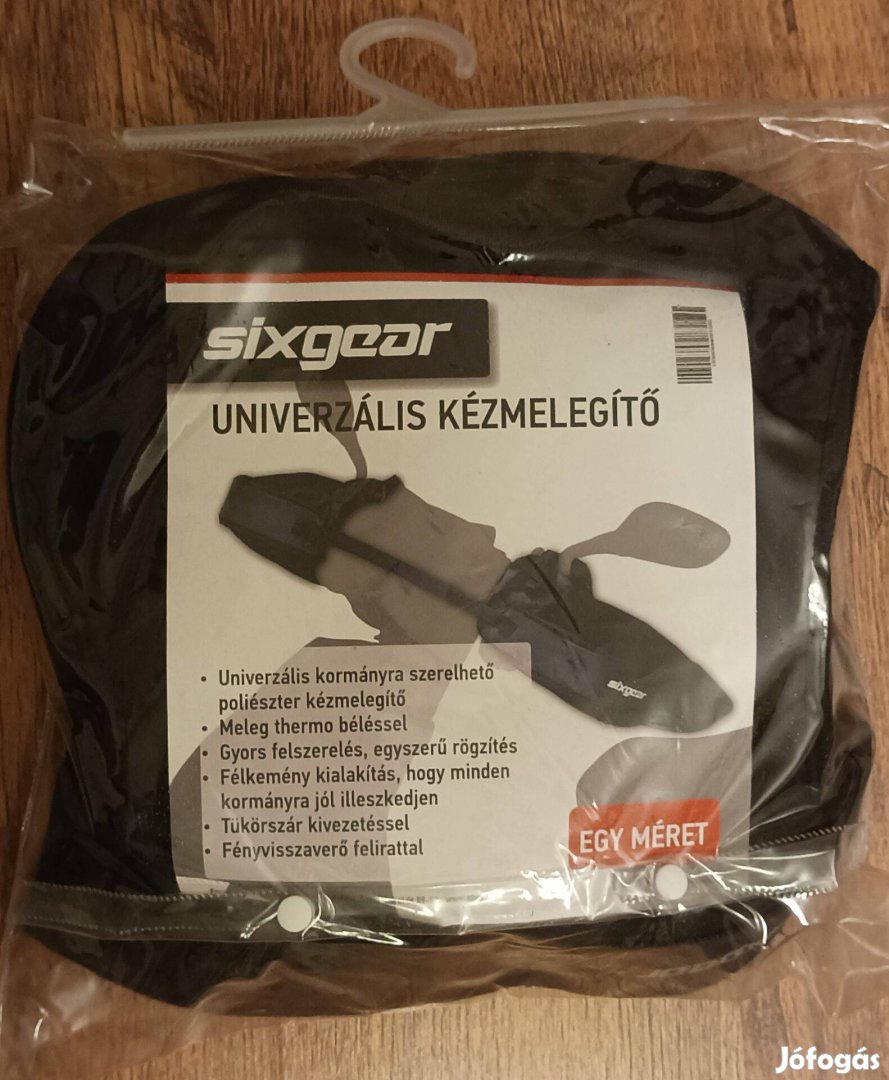 sixgear
UNIVERZÁLIS KÉZMELEGÍTŐ
sixgear
• Univerzális kormányra szerelhető
poliészter kézmelegítő
• Meleg thermo béléssel
• Gyors felszerelés, egyszerű rögzítés
• Félkemény kialakítás, hogy minden
kormányra jól illeszkedjen
• Tükörszár kivezetéssel
• Fényvisszaverő felirattal
EGY MÉRET
Jófogás